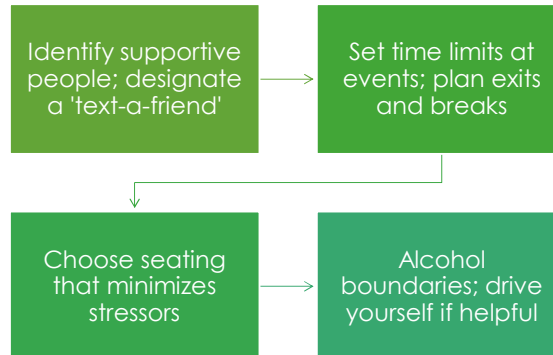 Identify supportive
people; designate
a 'text-a-friend'
Set time limits at
events; plan exits
and breaks
Choose seating
that minimizes
stressors
Alcohol
boundaries; drive
yourself if helpful